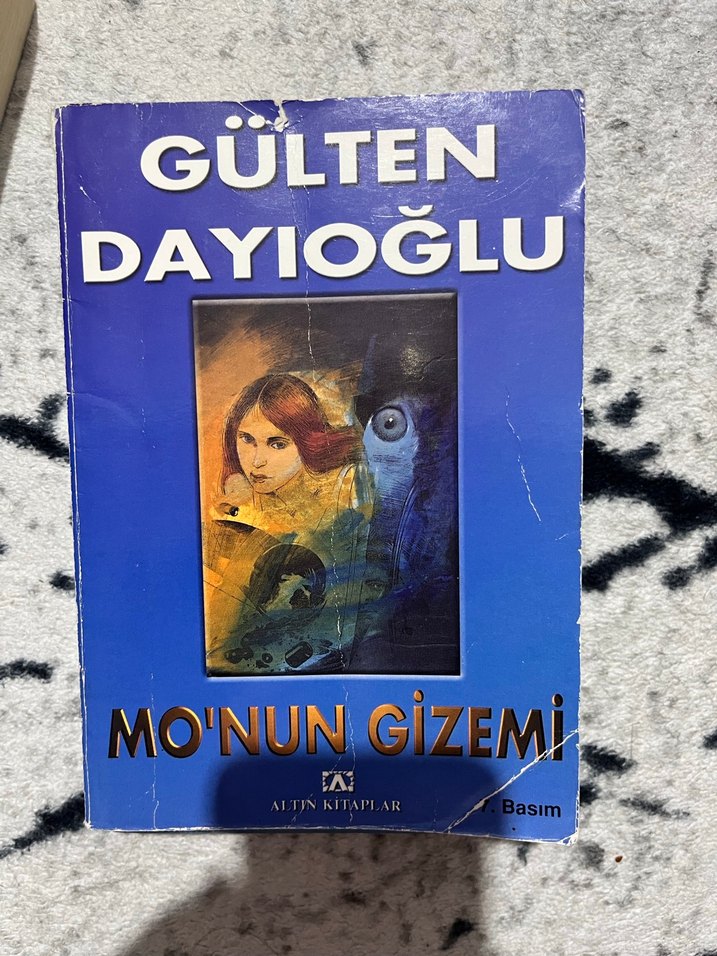 GÜLTEN
DAYIOĞLU
MO'NUN GİZEMİ
ALTIN KİTAPLAR
Basım